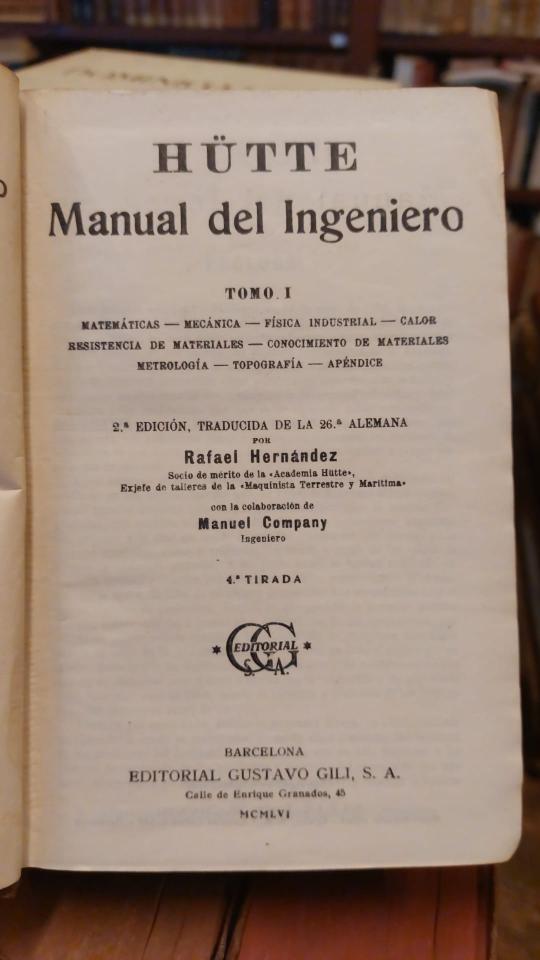 HÜTTE
Manual del Ingeniero
TOMO. I
MATEMÁTICAS — MECÁNICA — FÍSICA INDUSTRIAL — CALOR
RESISTENCIA DE MATERIALES — CONOCIMIENTO DE MATERIALES
METROLOGÍA — TOPOGRAFÍA — APÉNDICE
2.ª EDICIÓN, TRADUCIDA DE LA 26.ª ALEMANA
POR
Rafael Hernández
Socio de mérito de la «Academia Hütte»,
Exjefe de talleres de la «Maquinista Terrestre y Marítima»
con la colaboración de
Manuel Company
Ingeniero
4.ª TIRADA
GG
EDITORIAL
S. A.
BARCELONA
EDITORIAL GUSTAVO GILI, S. A.
Calle de Enrique Granados, 45
MCMLVI